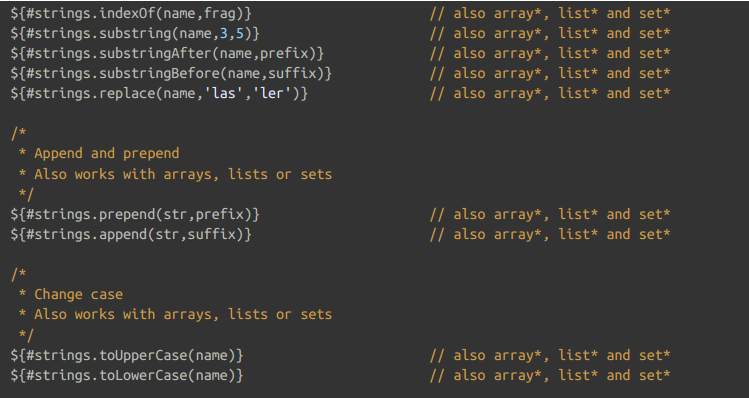 ${#strings.indexOf(name,frag)} // also array*, list* and set*
${#strings.substring(name,3,5)} // also array*, list* and set*
${#strings.substringAfter(name,prefix)} // also array*, list* and set*
${#strings.substringBefore(name,suffix)} // also array*, list* and set*
${#strings.replace(name,'las','ler')} // also array*, list* and set*
/*
* Append and prepend
* Also works with arrays, lists or sets
*/
${#strings.prepend(str,prefix)} // also array*, list* and set*
${#strings.append(str,suffix)} // also array*, list* and set*
/*
* Change case
* Also works with arrays, lists or sets
*/
${#strings.toUpperCase(name)} // also array*, list* and set*
${#strings.toLowerCase(name)} // also array*, list* and set*